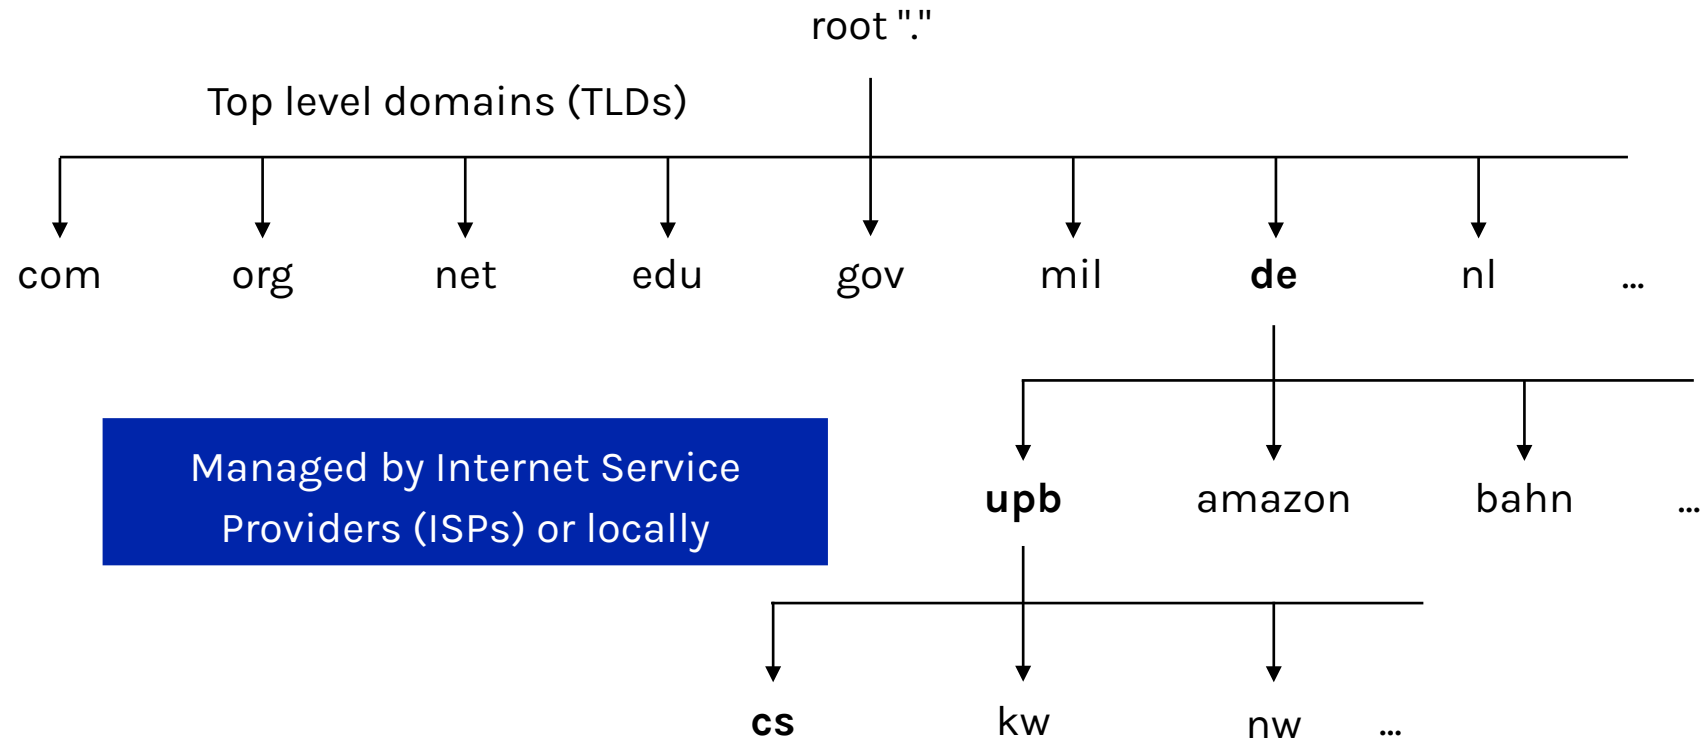 root "."
Top level domains (TLDs)
com org net edu gov mil de nl ...
Managed by Internet Service
Providers (ISPs) or locally
upb amazon bahn ...
cs kw nw ...